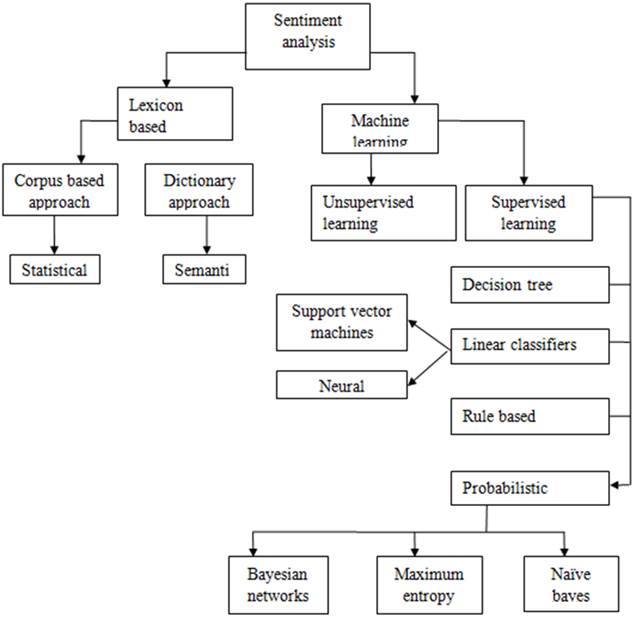 Sentiment
analysis
Lexicon
based
Machine
learning
Corpus based
approach
Dictionary
approach
Unsupervised
learning
Supervised
learning
Statistical
Semanti
Decision tree
Support vector
machines
Linear classifiers
Neural
Rule based
Probabilistic
Bayesian
networks
Maximum
entropy
Naïve
bayes